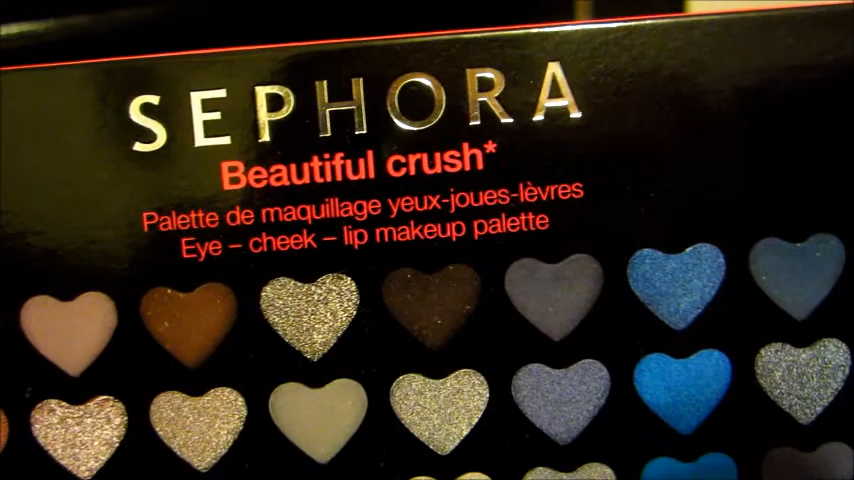 SEPHORA
Beautiful crush*
Palette de maquillage yeux-joues-lèvres
Eye – cheek – lip makeup palette